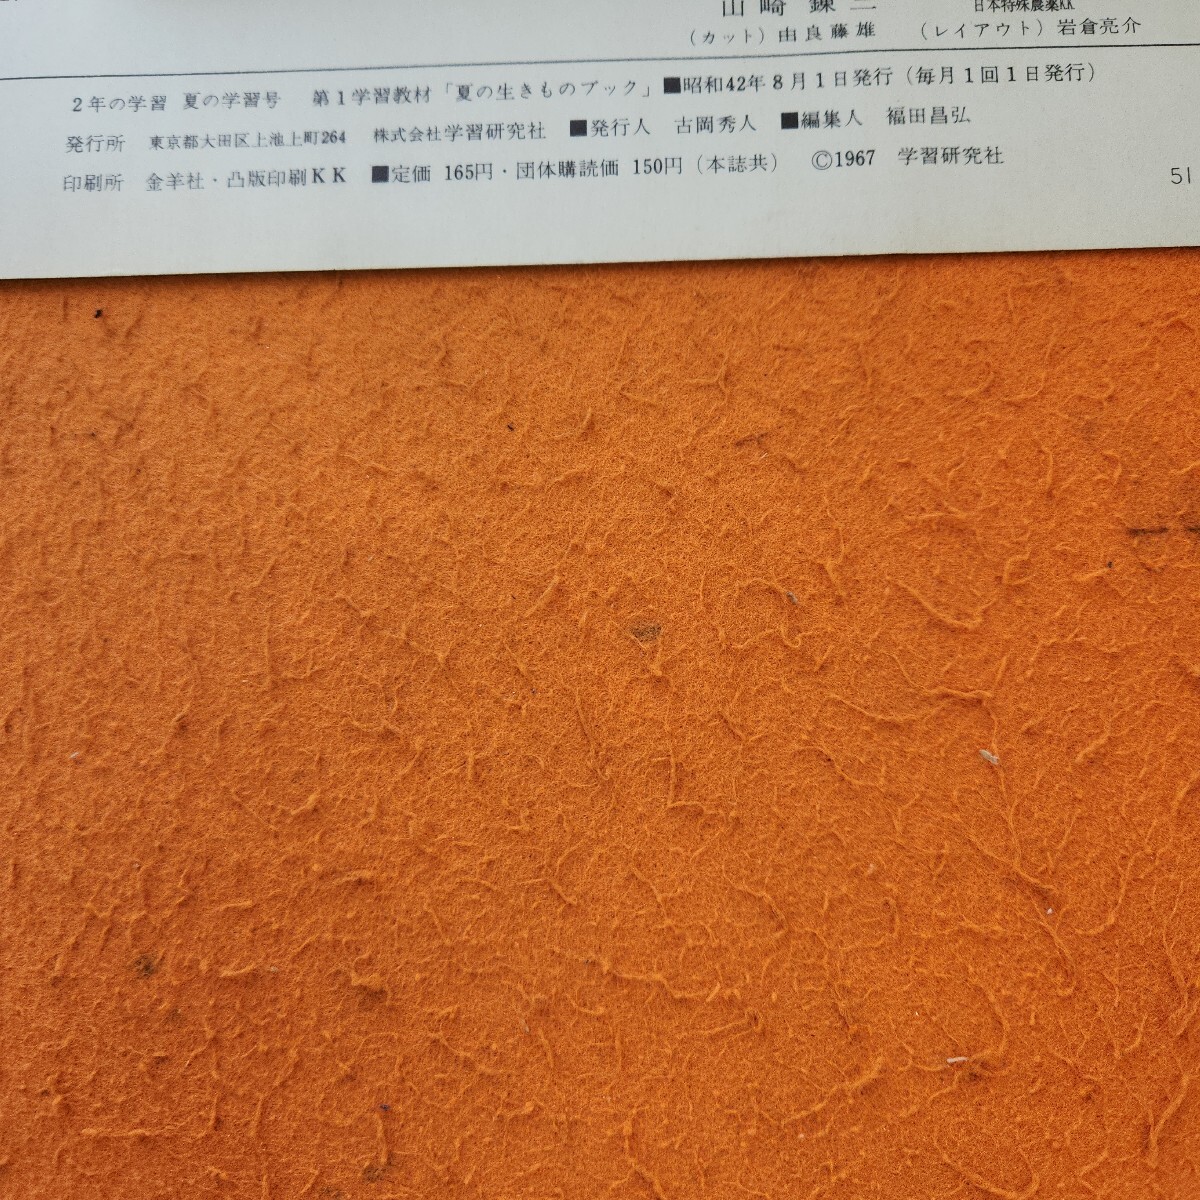 山崎錬三 日本特殊農薬KK
(カット)由良藤雄 (レイアウト)岩倉亮介
2年の学習 夏の学習号 第1学習教材「夏の生きものブック」■昭和42年8月1日発行(毎月1回1日発行)
発行所 東京都大田区上池上町264 株式会社学習研究社 ■発行人 古岡秀人 ■編集人 福田昌弘
印刷所 金羊社・凸版印刷KK ■定価 165円・団体購読価 150円(本誌共) ©1967 学習研究社
51